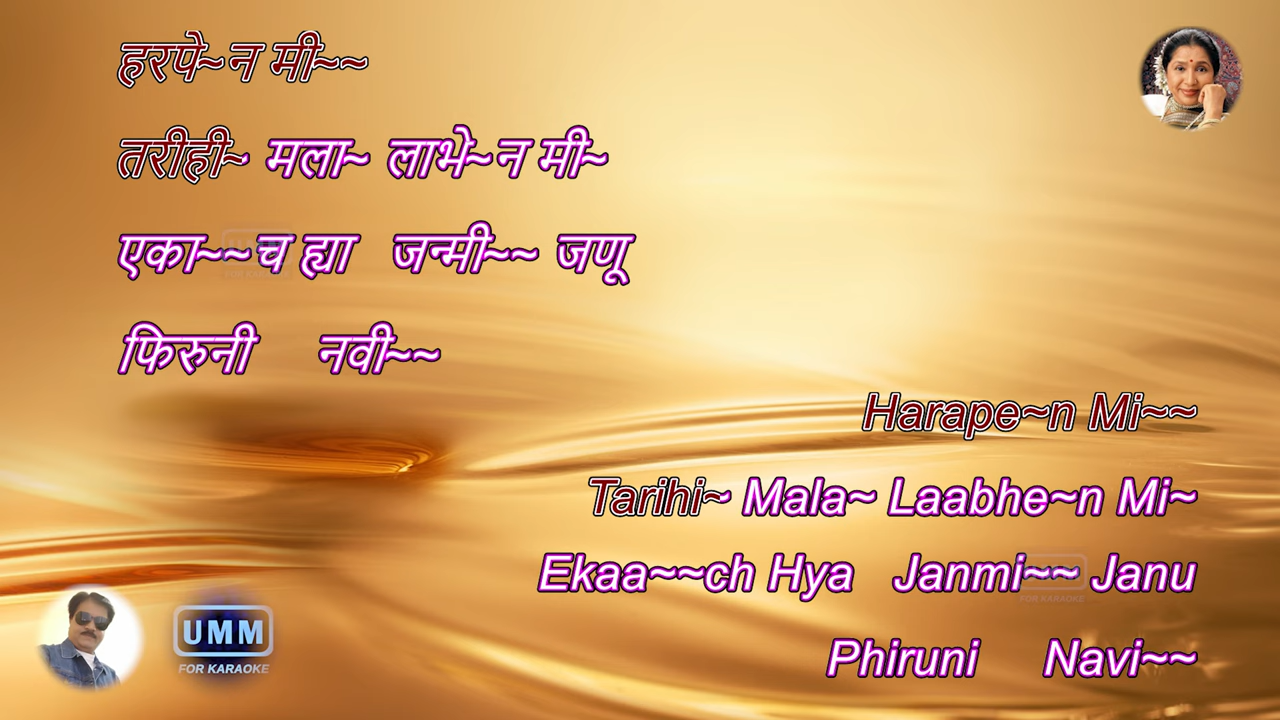 हरपे~न मी~~
तरीही~ मला~ लाभे~न मी~
एका~~च ह्या जन्मी~~ जणू
फिरुनी नवी~~
Harape~n Mi~~
Tarihi~ Mala~ Laabhe~n Mi~
Ekaa~~ch Hya Janmi~~ Janu
Phiruni Navi~~
UMM
FOR KARAOKE